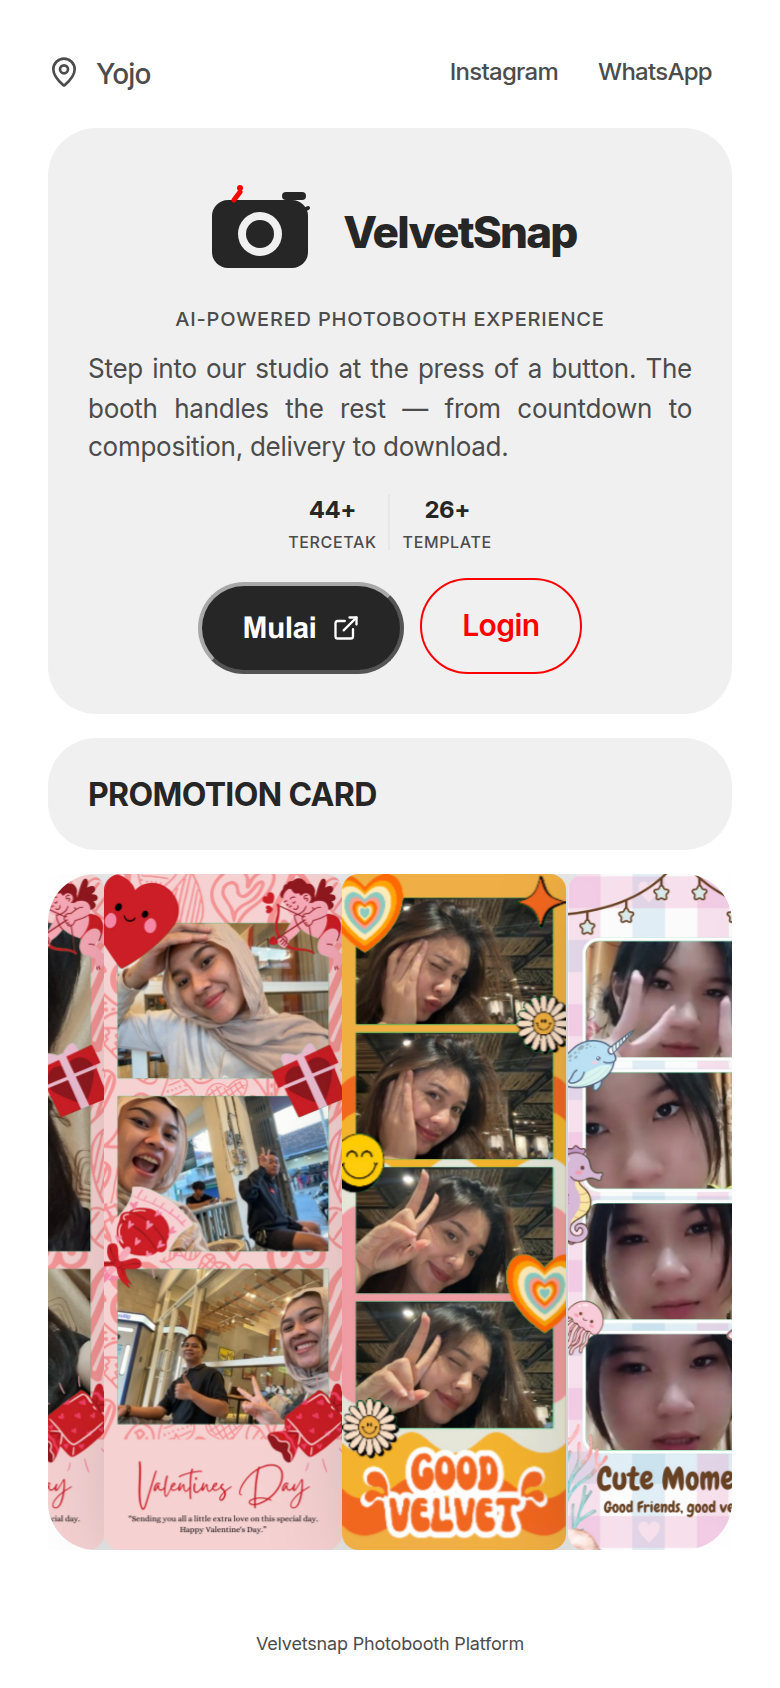 Yojo
Instagram
WhatsApp
VelvetSnap
AI-POWERED PHOTOBOOTH EXPERIENCE
Step into our studio at the press of a button. The
booth handles the rest — from countdown to
composition, delivery to download.
44+
26+
TERCETAK
TEMPLATE
Mulai
Login
PROMOTION CARD
ay
ial day.
Valentines Day
"Sending you all a little extra love on this special day.
Happy Valentine's Day."
GOOD
VELVET
Cute Mome
Good Friends, good ve
Velvetsnap Photobooth Platform